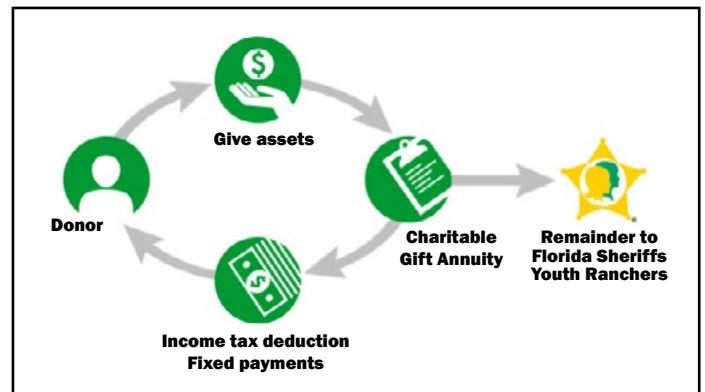 Give assets
Donor
Charitable
Gift Annuity
Remainder to
Florida Sheriffs
Youth Ranchers
Income tax deduction
Fixed payments
$
$
®